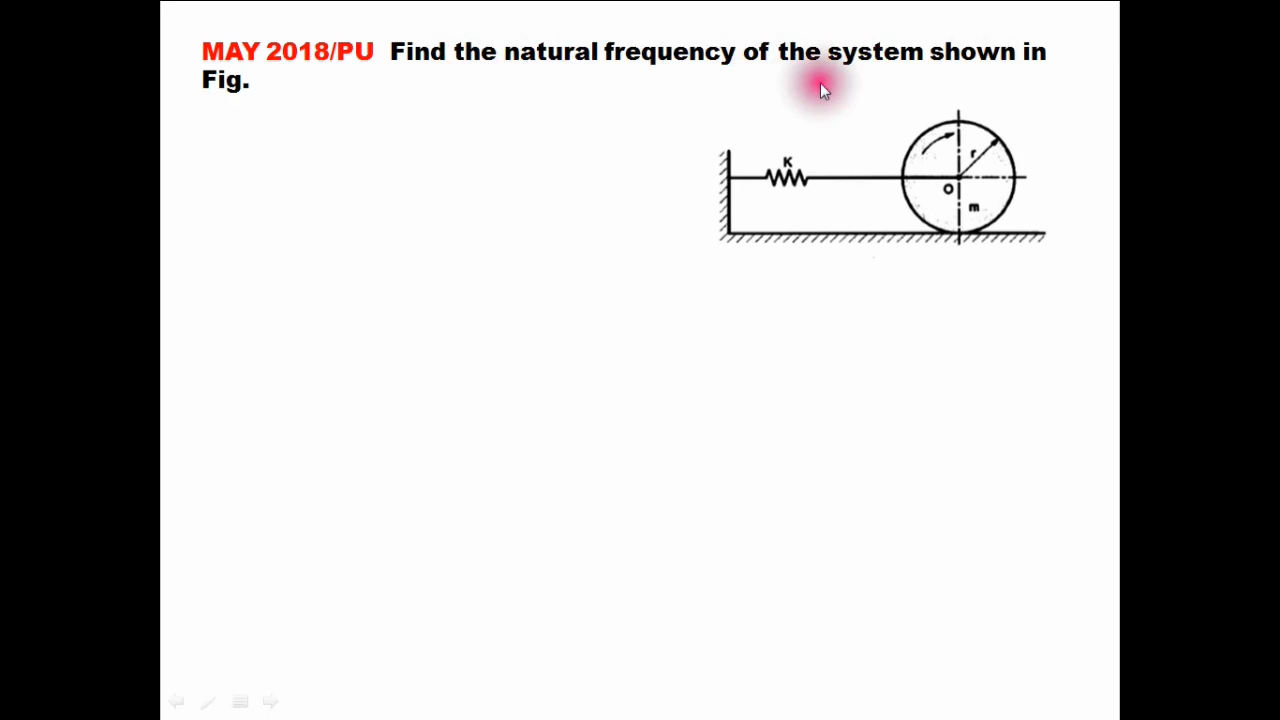 MAY 2018/PU Find the natural frequency of the system shown in
Fig.
K
r
O
m